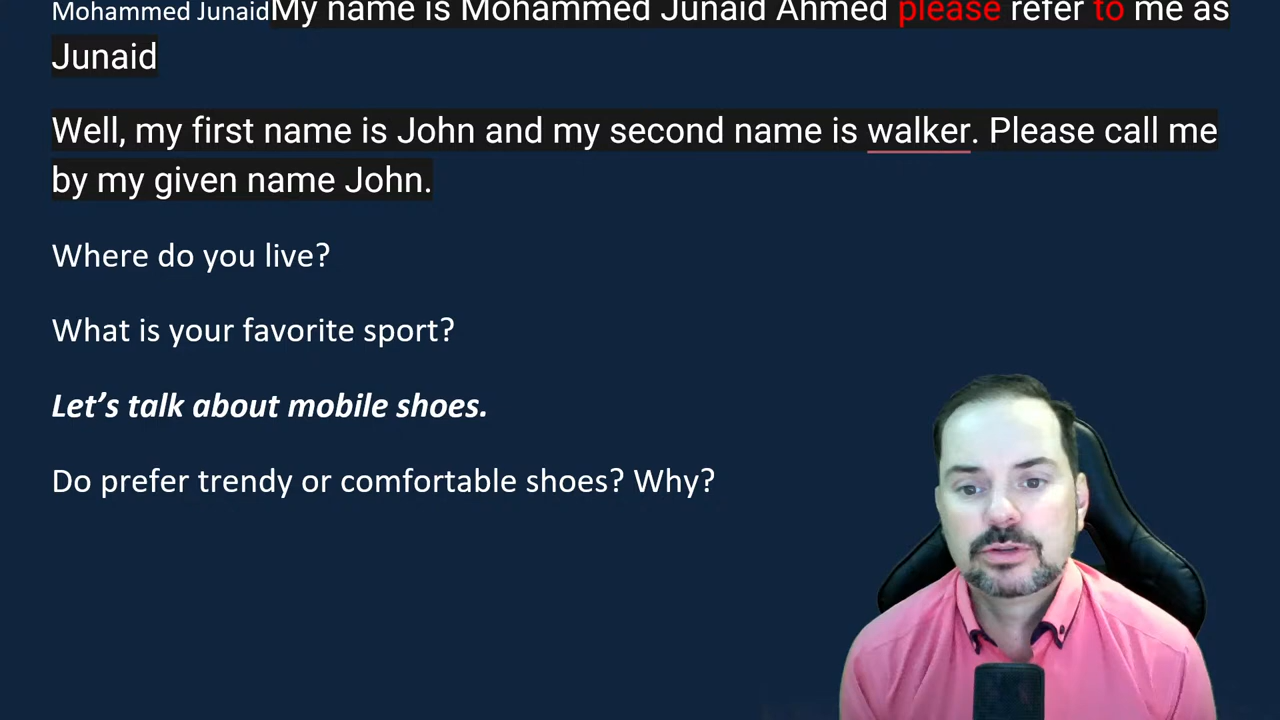 Mohammed JunaidMy name is Mohammed Junaid Ahmed please refer to me as
Junaid
Well, my first name is John and my second name is walker. Please call me
by my given name John.
Where do you live?
What is your favorite sport?
Let’s talk about mobile shoes.
Do prefer trendy or comfortable shoes? Why?